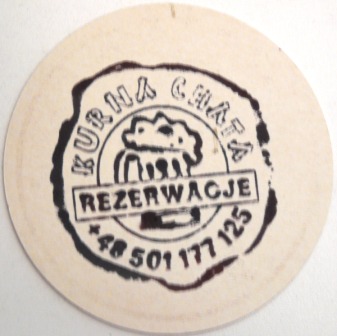 KURNA CHATA
REZERWACJE
+48 501 177 125